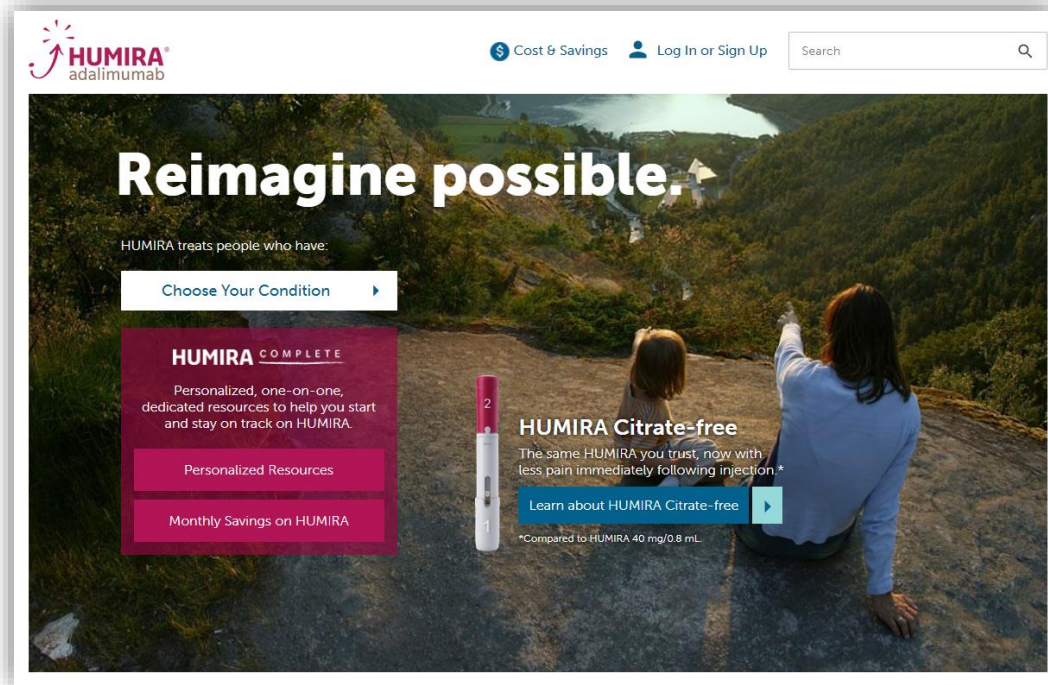 HUMIRA®
adalimumab
$ Cost & Savings
Log In or Sign Up
Search
Reimagine possible.
HUMIRA treats people who have:
Choose Your Condition
HUMIRA COMPLETE
Personalized, one-on-one,
dedicated resources to help you start
and stay on track on HUMIRA.
Personalized Resources
Monthly Savings on HUMIRA
2
1
HUMIRA Citrate-free
The same HUMIRA you trust, now with
less pain immediately following injection.*
Learn about HUMIRA Citrate-free
*Compared to HUMIRA 40 mg/0.8 mL.